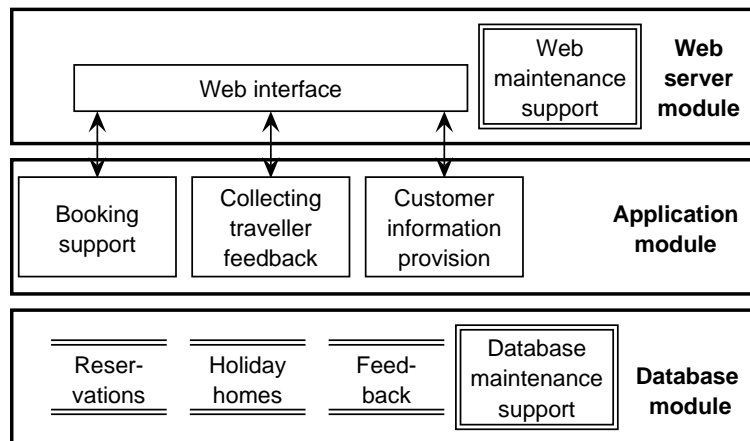 Web interface
Web
maintenance
support
Web
server
module
Booking
support
Collecting
traveller
feedback
Customer
information
provision
Application
module
Reser-
vations
Holiday
homes
Feed-
back
Database
maintenance
support
Database
module